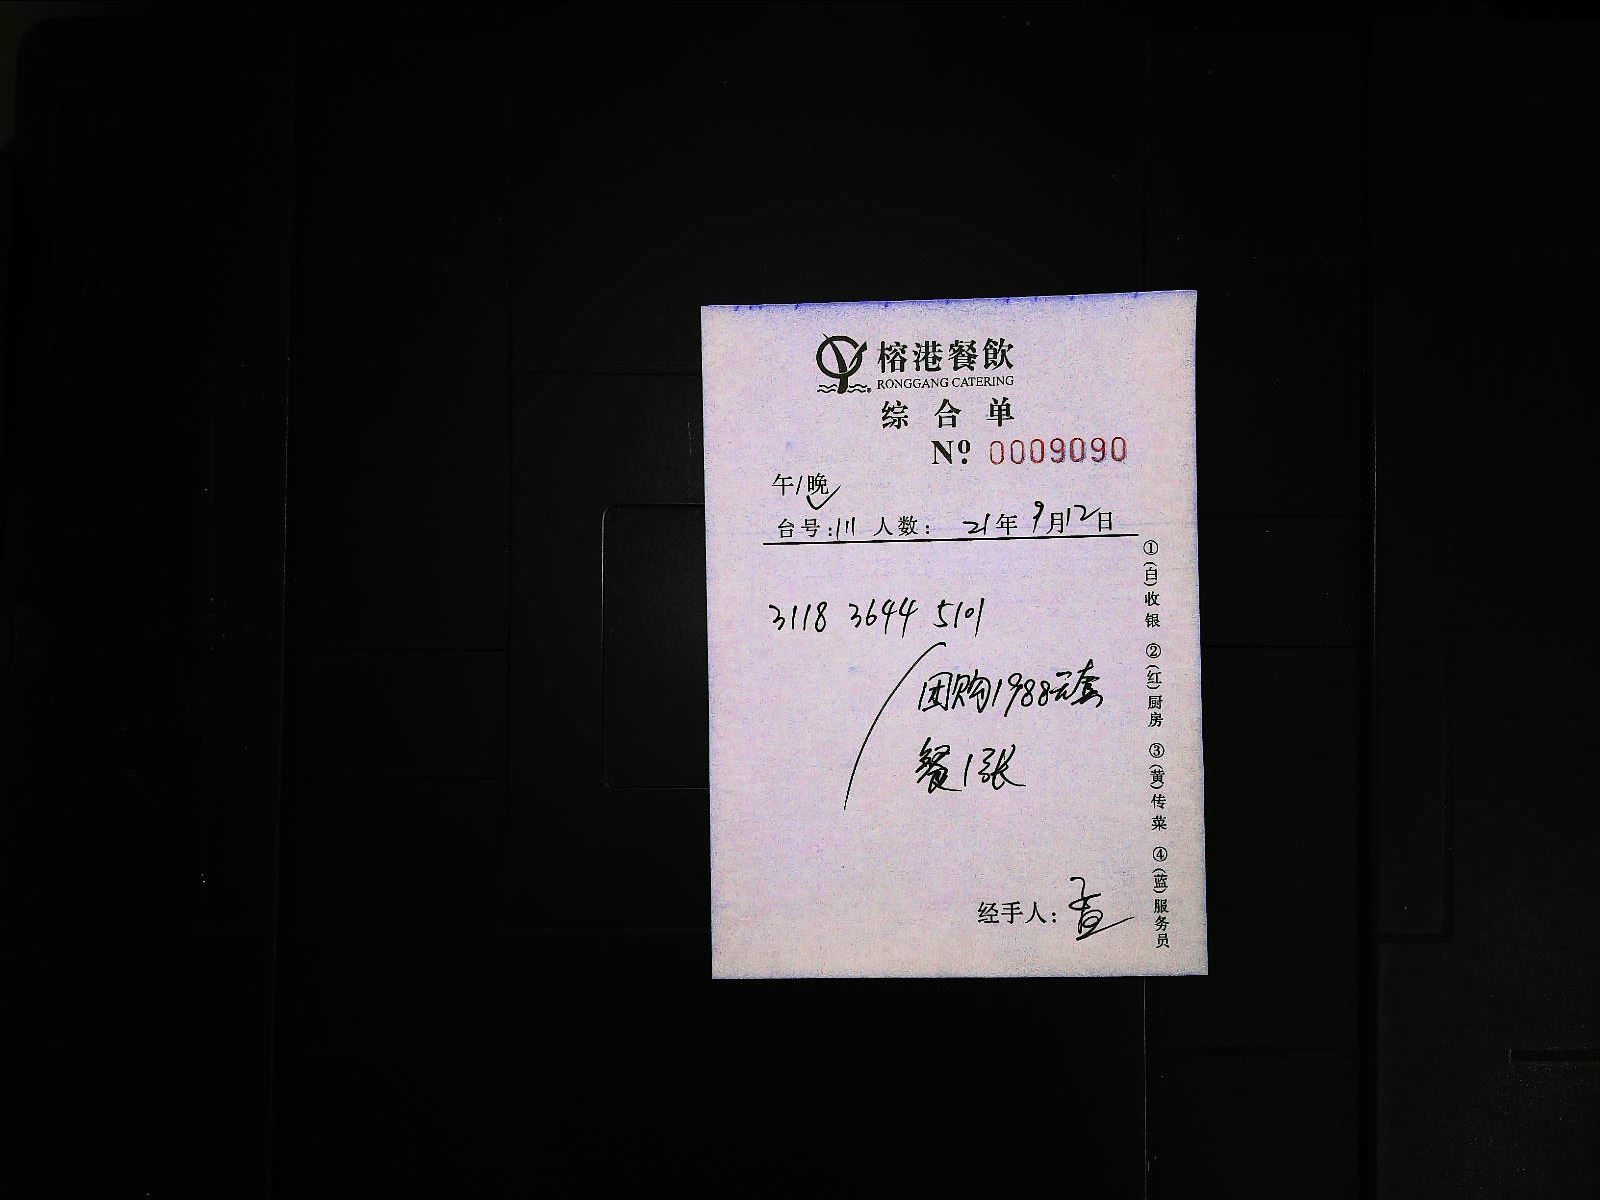 榕港餐飲
RONGGANG CATERING
综合单
Nº. 0009090
午/晚
台号:111 人数: 21年9月12日
3118 3644 5101
团购1988元套
餐1张
经手人:
①(白)收银 ②(红)厨房 ③(黄)传菜 ④(蓝)服务员